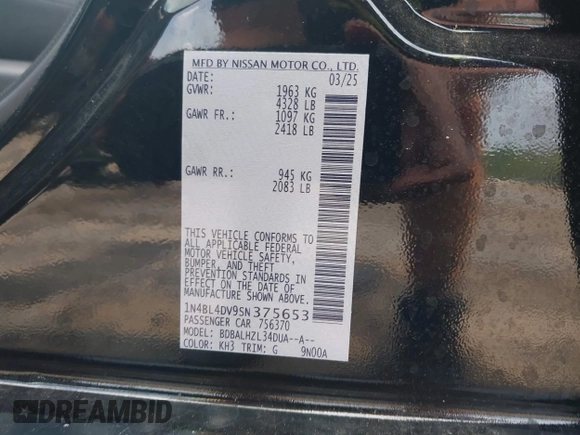 MFD BY NISSAN MOTOR CO., LTD.
DATE: 03/25
GVWR: 1963 KG
4328 LB
GAWR FR.: 1097 KG
2418 LB
GAWR RR.: 945 KG
2083 LB
THIS VEHICLE CONFORMS TO
ALL APPLICABLE FEDERAL
MOTOR VEHICLE SAFETY,
BUMPER, AND THEFT
PREVENTION STANDARDS IN
EFFECT ON THE DATE OF
MANUFACTURE SHOWN ABOVE.
1N4BL4DV9SN375653
PASSENGER CAR 756370
MODEL: BDBALHZL34DUA--A--
COLOR: KH3 TRIM: G 9N00A
DREAMBID